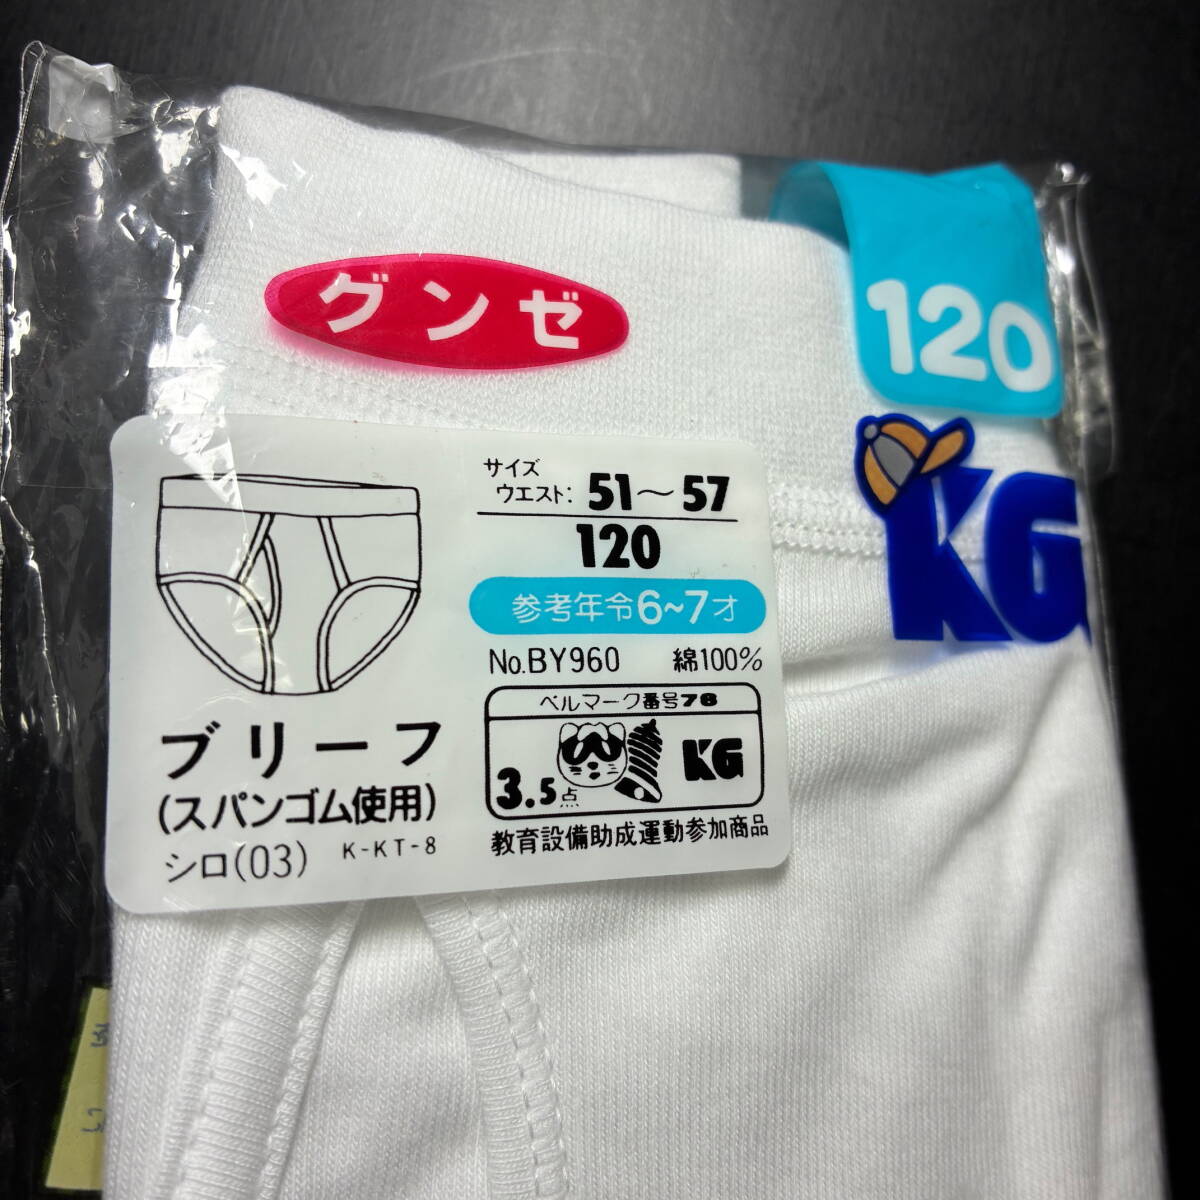 グンゼ
120
KG
サイズ
ウエスト: 51〜57
120
参考年令6~7才
No.BY960 綿100%
ブリーフ
(スパンゴム使用)
シロ(03) K-KT-8
ベルマーク番号78
3.5点 KG
教育設備助成運動参加商品